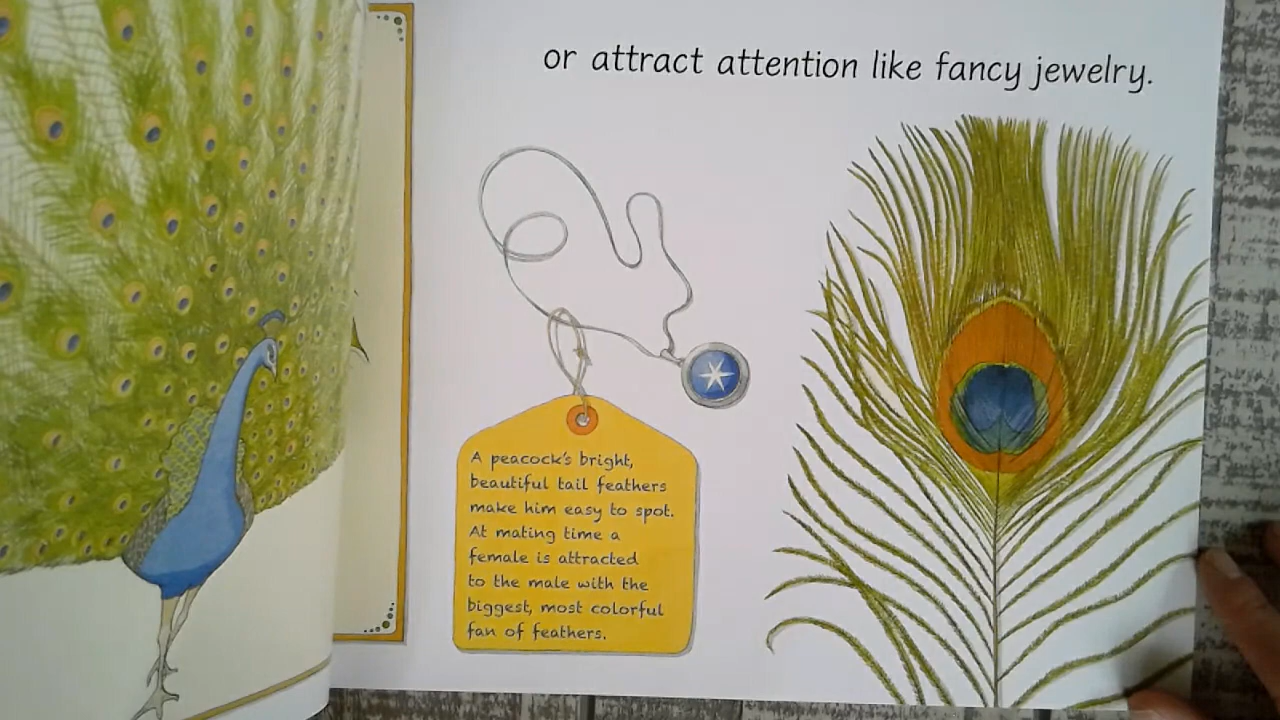 or attract attention like fancy jewelry.
A peacock's bright,
beautiful tail feathers
make him easy to spot.
At mating time a
female is attracted
to the male with the
biggest, most colorful
fan of feathers.